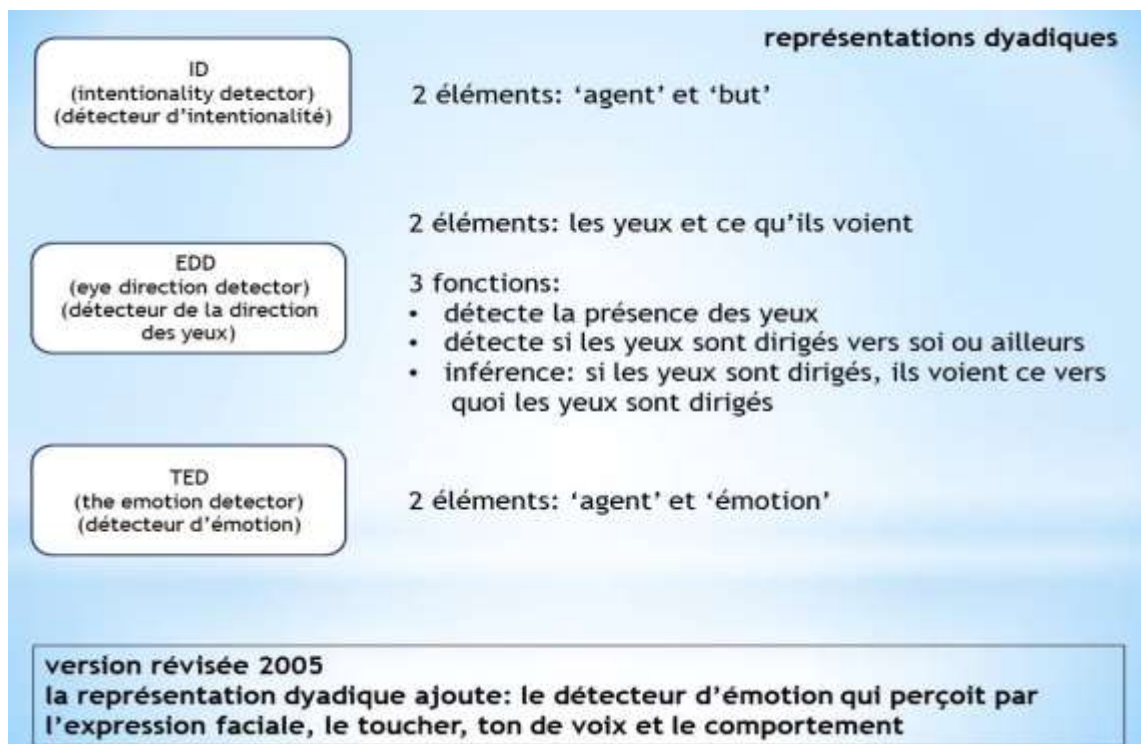 représentations dyadiques
ID
(intentionality detector)
(détecteur d'intentionalité)
2 éléments: 'agent' et 'but'
2 éléments: les yeux et ce qu'ils voient
EDD
(eye direction detector)
(détecteur de la direction
des yeux)
3 fonctions:
• détecte la présence des yeux
• détecte si les yeux sont dirigés vers soi ou ailleurs
• inférence: si les yeux sont dirigés, ils voient ce vers
quoi les yeux sont dirigés
TED
(the emotion detector)
(détecteur d'émotion)
2 éléments: 'agent' et 'émotion'
version révisée 2005
la représentation dyadique ajoute: le détecteur d'émotion qui perçoit par
l'expression faciale, le toucher, ton de voix et le comportement